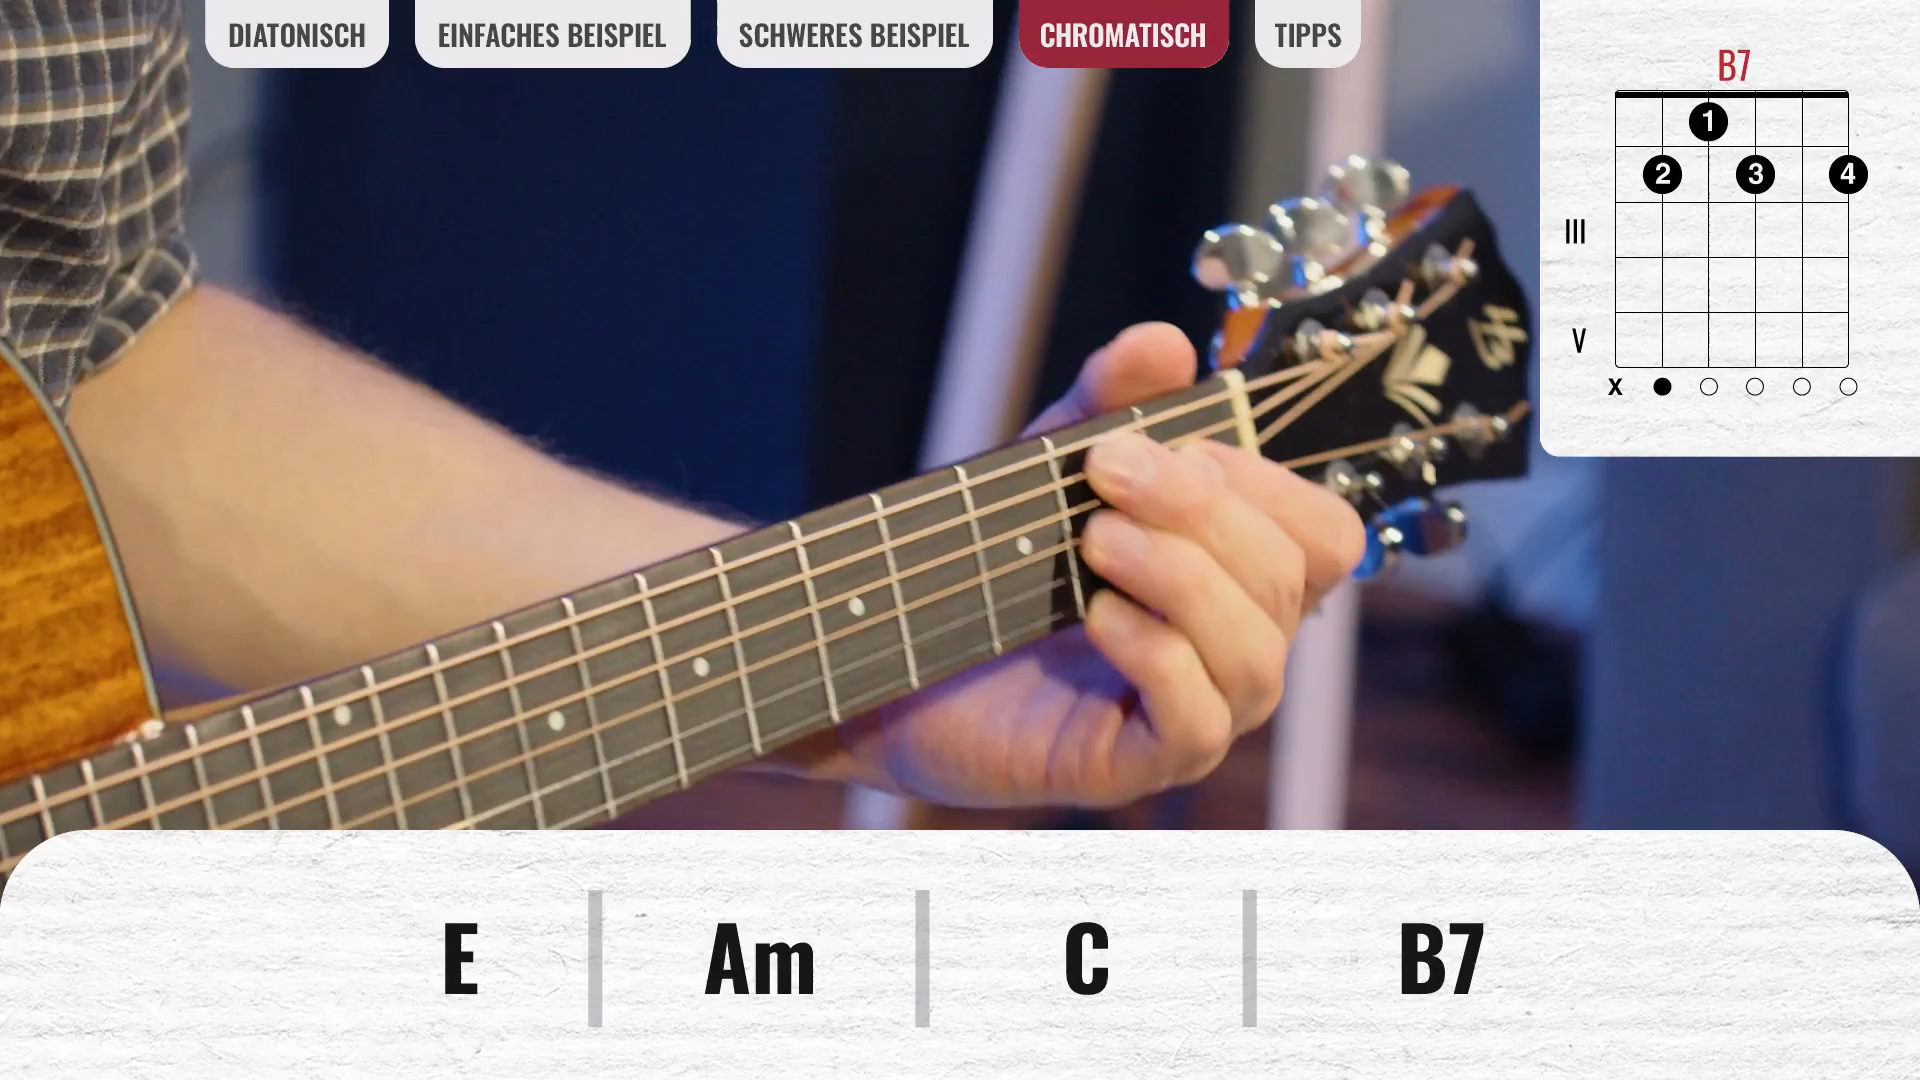 DIATONISCH
EINFACHES BEISPIEL
SCHWERES BEISPIEL
CHROMATISCH
TIPPS
B7
1
2 3 4
III
V
x
E Am C B7